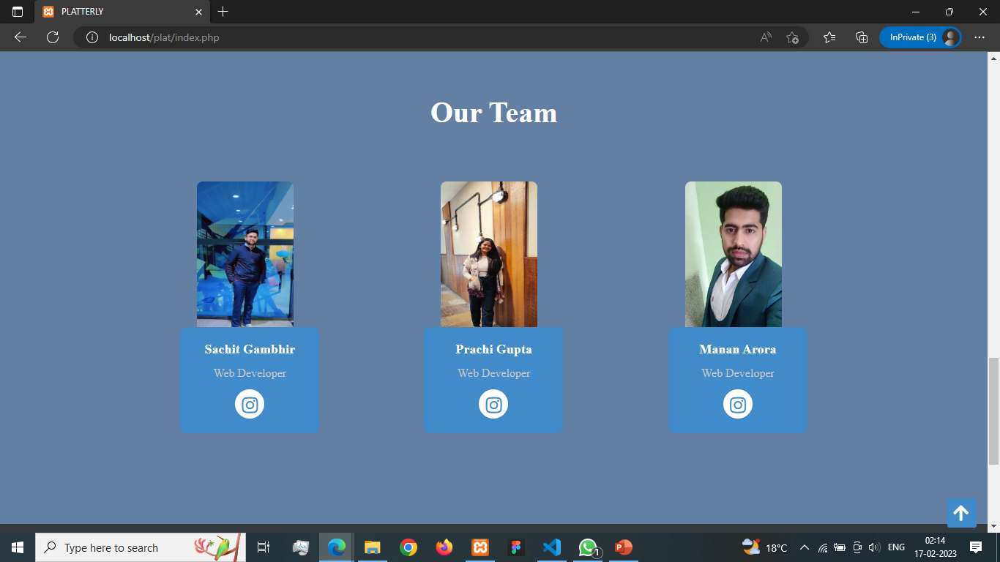 PLATTERLY
localhost/plat/index.php
InPrivate (3)
Our Team
Sachit Gambhir
Prachi Gupta
Manan Arora
Web Developer
Web Developer
Web Developer
Type here to search
1
18°C
ENG
02:14
17-02-2023